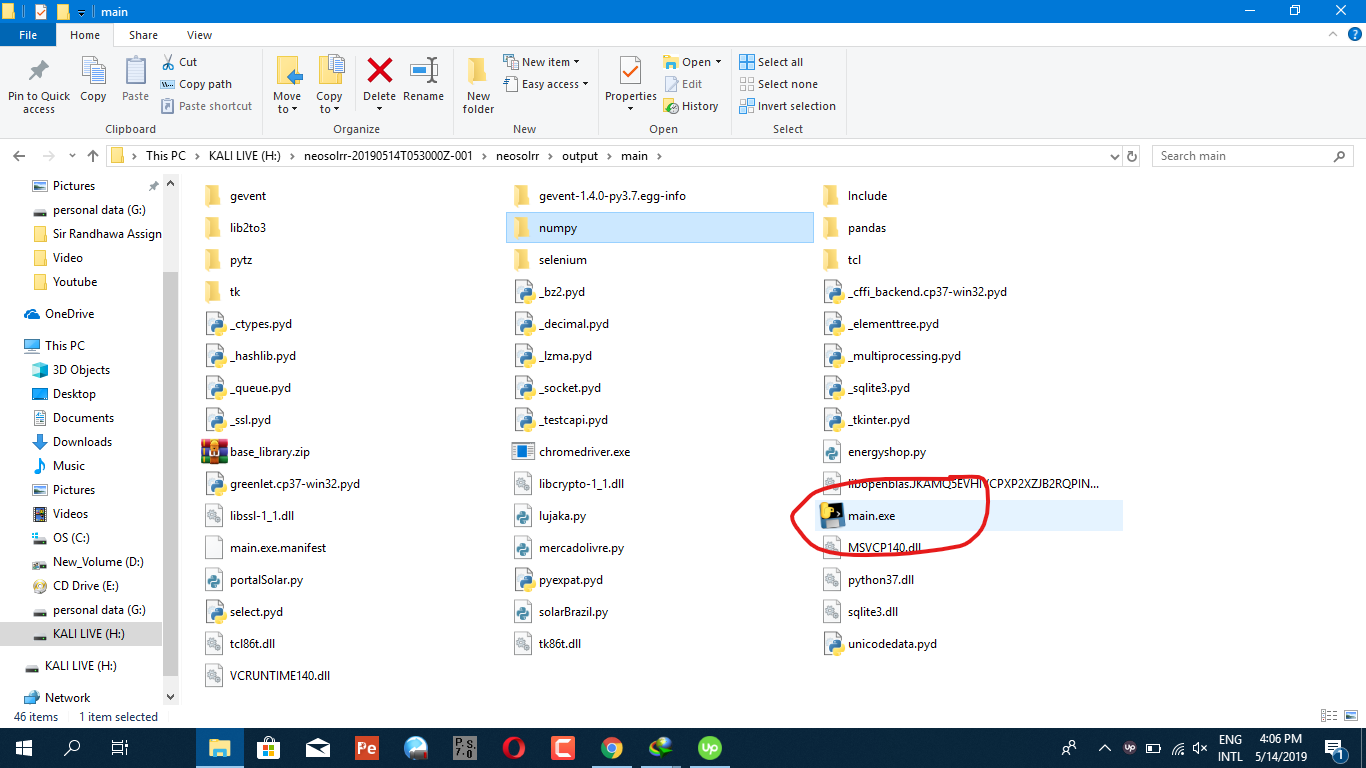 main
File Home Share View
Pin to Quick access
Copy
Paste
Cut
Copy path
Paste shortcut
Clipboard
Move to
Copy to
Delete
Rename
Organize
New folder
New item
Easy access
New
Properties
Open
Edit
History
Open
Select all
Select none
Invert selection
Select
This PC > KALI LIVE (H:) > neosolrr-20190514T053000Z-001 > neosolrr > output > main >
Search main
Pictures
personal data (G:)
Sir Randhawa Assign
Video
Youtube
OneDrive
This PC
3D Objects
Desktop
Documents
Downloads
Music
Pictures
Videos
OS (C:)
New_Volume (D:)
CD Drive (E:)
personal data (G:)
KALI LIVE (H:)
KALI LIVE (H:)
Network
gevent gevent-1.4.0-py3.7.egg-info Include
lib2to3 numpy pandas
pytz selenium tcl
tk _bz2.pyd _cffi_backend.cp37-win32.pyd
_ctypes.pyd _decimal.pyd _elementtree.pyd
_hashlib.pyd _lzma.pyd _multiprocessing.pyd
_queue.pyd _socket.pyd _sqlite3.pyd
_ssl.pyd _testcapi.pyd _tkinter.pyd
base_library.zip chromedriver.exe energyshop.py
greenlet.cp37-win32.pyd libcrypto-1_1.dll
libssl-1_1.dll lujaka.py main.exe
main.exe.manifest mercadolivre.py MSVCP140.dll
portalSolar.py pyexpat.pyd python37.dll
select.pyd solarBrazil.py sqlite3.dll
tcl86t.dll tk86t.dll unicodedata.pyd
VCRUNTIME140.dll
46 items 1 item selected
Pe
P.S.
7.0
up
up
ENG
INTL
4:06 PM
5/14/2019
1